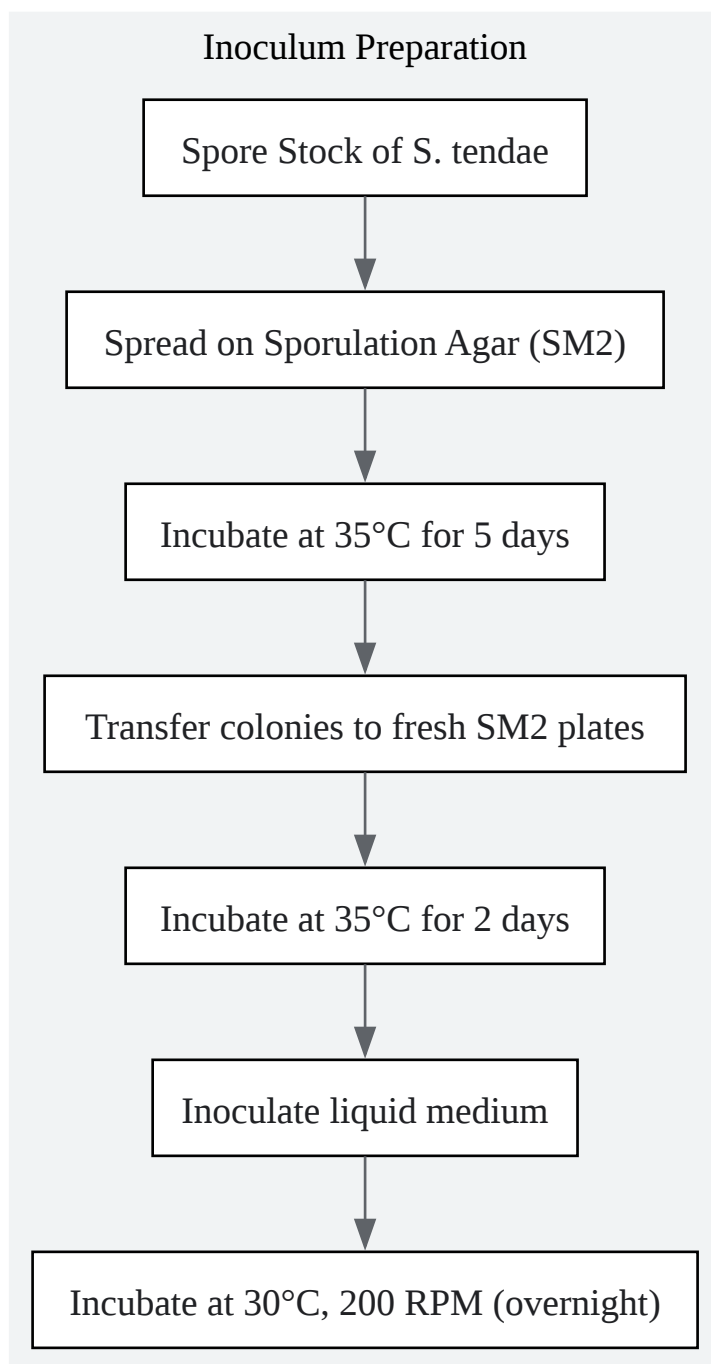 Inoculum Preparation
Spore Stock of S. tendae
Spread on Sporulation Agar (SM2)
Incubate at 35°C for 5 days
Transfer colonies to fresh SM2 plates
Incubate at 35°C for 2 days
Inoculate liquid medium
Incubate at 30°C, 200 RPM (overnight)